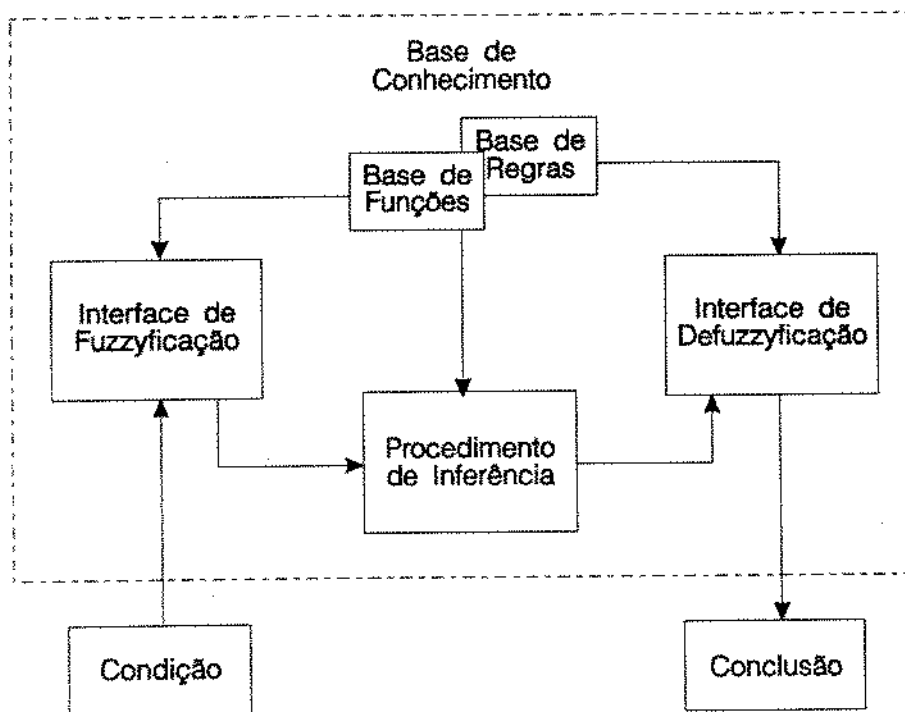 Base de
Conhecimento
Base de
Regras
Base de
Funções
Interface de
Fuzzyficação
Interface de
Defuzzyficação
Procedimento
de Inferência
Condição
Conclusão